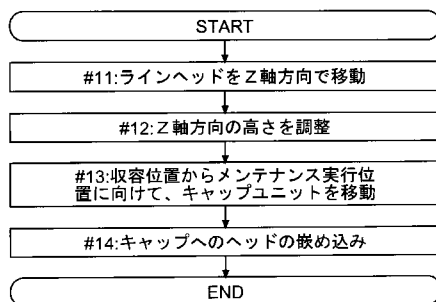 START
#11:ラインヘッドをZ軸方向で移動
#12:Z軸方向の高さを調整
#13:収容位置からメンテナンス実行位
置に向けて、キャップユニットを移動
#14:キャップへのヘッドの嵌め込み
END